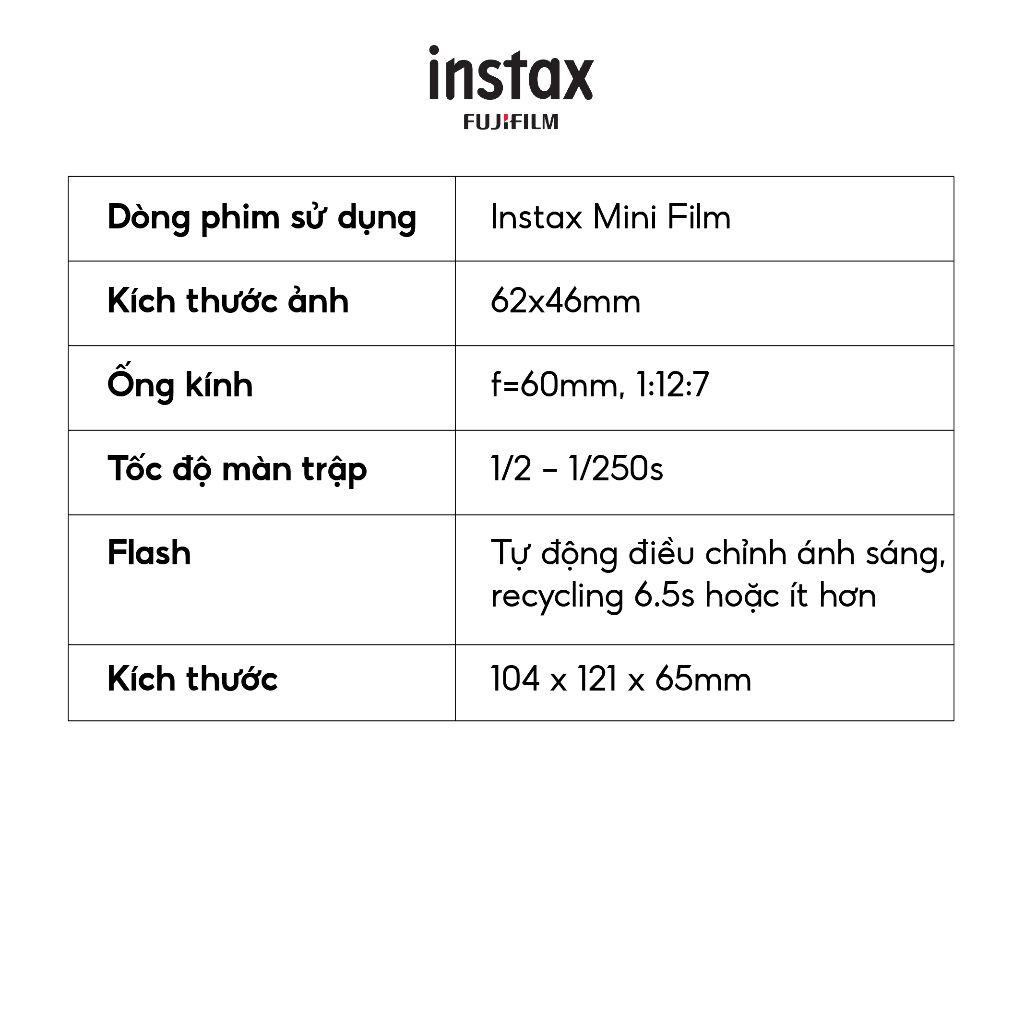 instax
FUJIFILM
Dòng phim sử dụng
Instax Mini Film
Kích thước ảnh
62x46mm
Ống kính
f=60mm, 1:12:7
Tốc độ màn trập
1/2 – 1/250s
Flash
Tự động điều chỉnh ánh sáng,
recycling 6.5s hoặc ít hơn
Kích thước
104 x 121 x 65mm